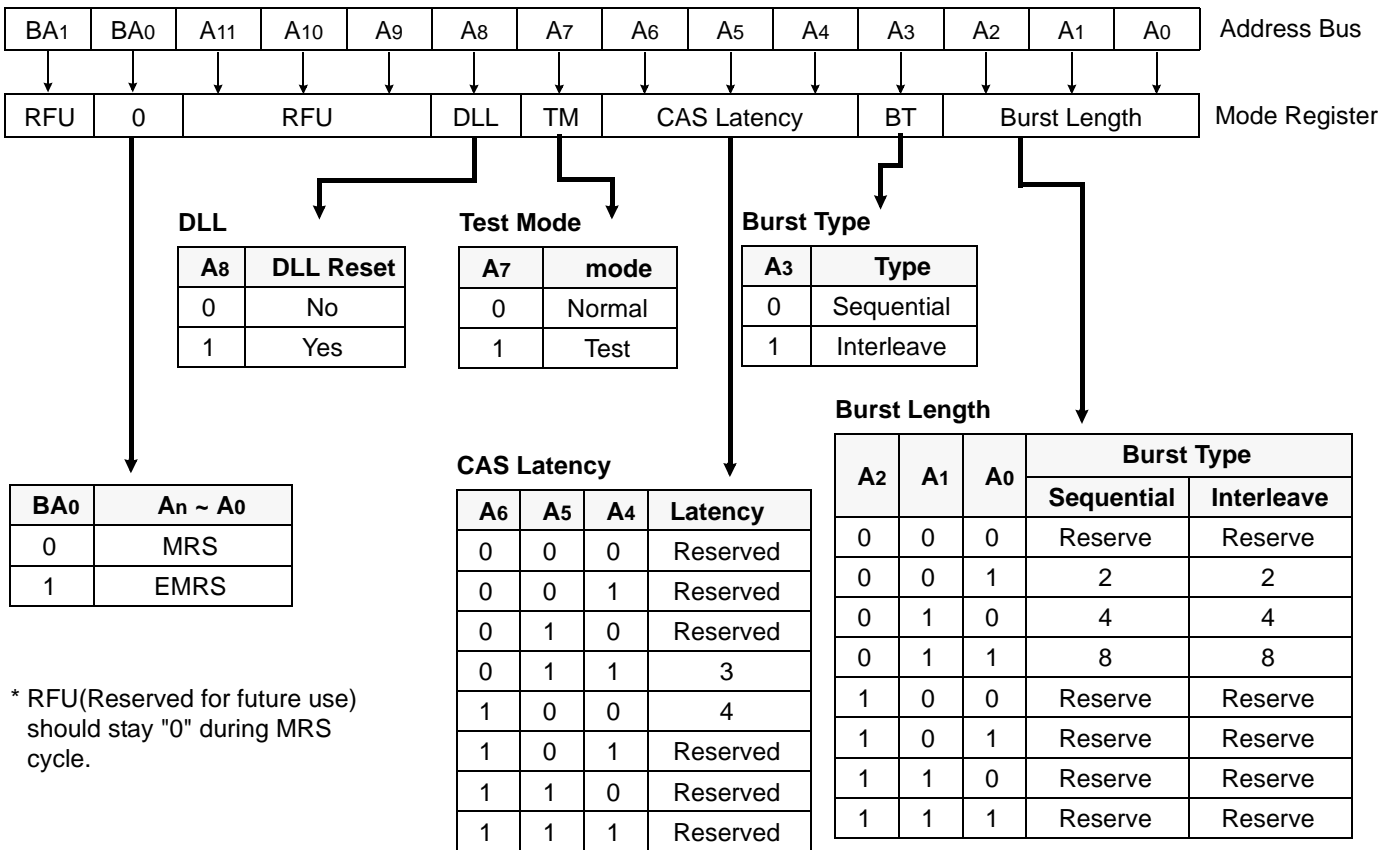 BA1 BA0 A11 A10 A9 A8 A7 A6 A5 A4 A3 A2 A1 A0 Address Bus
RFU 0 RFU DLL TM CAS Latency BT Burst Length Mode Register
DLL
A8 DLL Reset
0 No
1 Yes
Test Mode
A7 mode
0 Normal
1 Test
Burst Type
A3 Type
0 Sequential
1 Interleave
BA0 An ~ A0
0 MRS
1 EMRS
* RFU(Reserved for future use)
should stay "0" during MRS
cycle.
CAS Latency
A6 A5 A4 Latency
0 0 0 Reserved
0 0 1 Reserved
0 1 0 Reserved
0 1 1 3
1 0 0 4
1 0 1 Reserved
1 1 0 Reserved
1 1 1 Reserved
Burst Length
A2 A1 A0 Burst Type
Sequential Interleave
0 0 0 Reserve Reserve
0 0 1 2 2
0 1 0 4 4
0 1 1 8 8
1 0 0 Reserve Reserve
1 0 1 Reserve Reserve
1 1 0 Reserve Reserve
1 1 1 Reserve Reserve